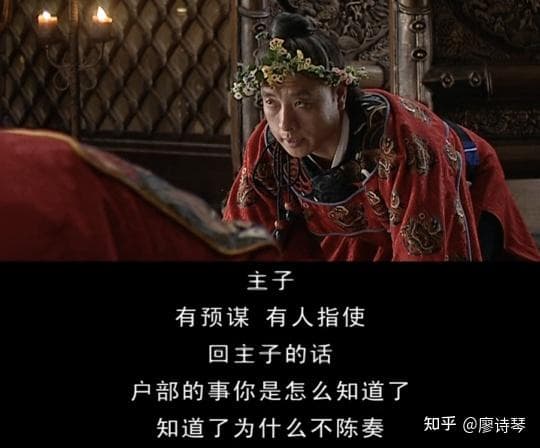 主子
有预谋 有人指使
回主子的话
户部的事你是怎么知道了
知道了为什么不陈奏
知乎 @廖诗琴